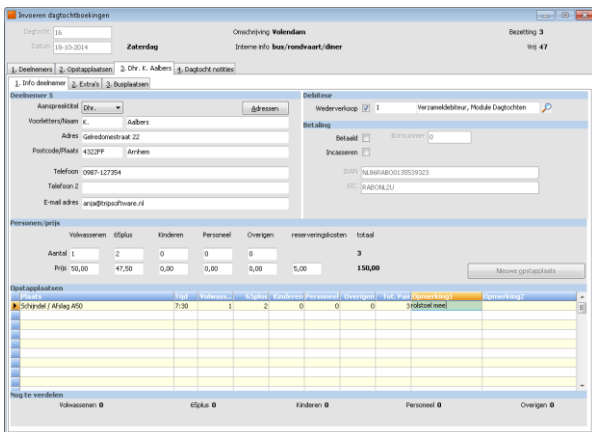 Invoeren dagtochtboekingen
Dagtocht 16 Omschrijving Volendam Bezetting 3
Datum 18-10-2014 Zaterdag Interne info bus/rondvaart/diner Vrij 47
1. Deelnemers 2. Opstapplaatsen 3. Dhr. K. Aalbers 4. Dagtocht notities
1. Info deelnemer 2. Extra's 3. Busplaatsen
Deelnemer 5 Debiteur
Aanspreektitel Dhr. Adressen Wederverkoop 1 Verzameldebiteur, Module Dagtochten
Voorletters/Naam K. Aalbers Betaling
Adres Gelredomestraat 22 Betaald Bonnummer 0
Postcode/Plaats 4322FF Arnhem Incasseren
Telefoon 0987-127354 IBAN NL86RABO0135539323
Telefoon 2 BIC RABONL2U
E-mail adres anja@tripsoftware.nl
Personen/prijs
Volwassenen 65plus Kinderen Personeel Overigen reserveringskosten totaal
Aantal 1 2 0 0 0 3
Prijs 50,00 47,50 0,00 0,00 0,00 5,00 150,00 Nieuwe opstapplaats
Opstapplaatsen
Plaats Tijd Volwass... 65plus Kinderen Personeel Overigen Tot. Pax Opmerking1 Opmerking2
Schijndel / Afslag A50 7:30 1 2 0 0 0 3 rolstoel mee
Nog te verdelen
Volwassenen 0 65plus 0 Kinderen 0 Personeel 0 Overigen 0